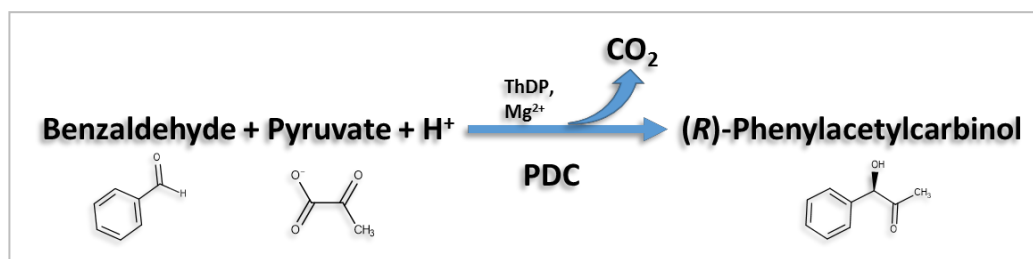 CO₂
ThDP,
Mg²⁺
Benzaldehyde + Pyruvate + H⁺ (R)-Phenylacetylcarbinol
PDC
O H O⁻ O O CH₃ OH CH₃ O